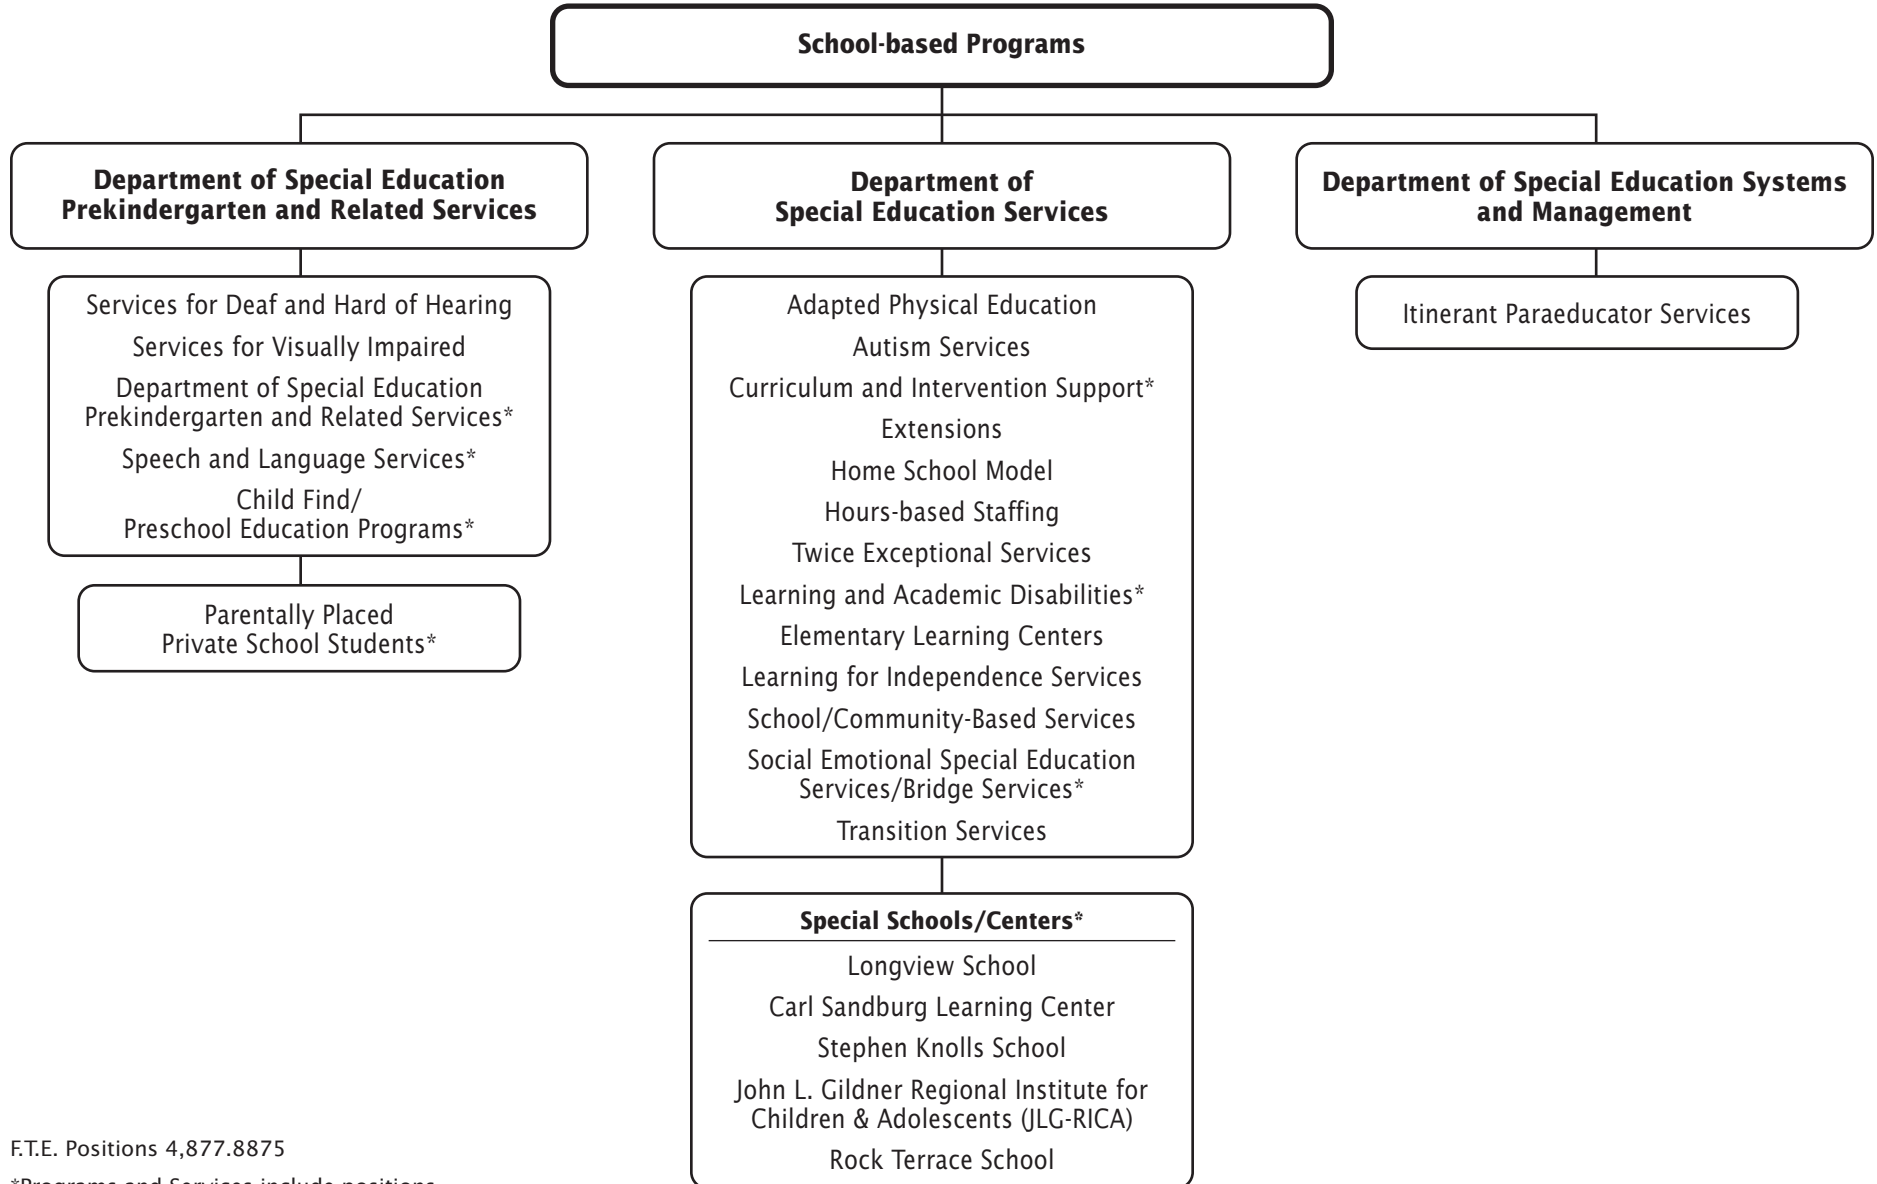 School-based Programs
Department of Special Education
Prekindergarten and Related Services
Services for Deaf and Hard of Hearing
Services for Visually Impaired
Department of Special Education
Prekindergarten and Related Services*
Speech and Language Services*
Child Find/
Preschool Education Programs*
Parentally Placed
Private School Students*
Department of
Special Education Services
Adapted Physical Education
Autism Services
Curriculum and Intervention Support*
Extensions
Home School Model
Hours-based Staffing
Twice Exceptional Services
Learning and Academic Disabilities*
Elementary Learning Centers
Learning for Independence Services
School/Community-Based Services
Social Emotional Special Education
Services/Bridge Services*
Transition Services
Special Schools/Centers*
Longview School
Carl Sandburg Learning Center
Stephen Knolls School
John L. Gildner Regional Institute for
Children & Adolescents (JLG-RICA)
Rock Terrace School
Department of Special Education Systems
and Management
Itinerant Paraeducator Services
F.T.E. Positions 4,877.8875
*Programs and Services include positions